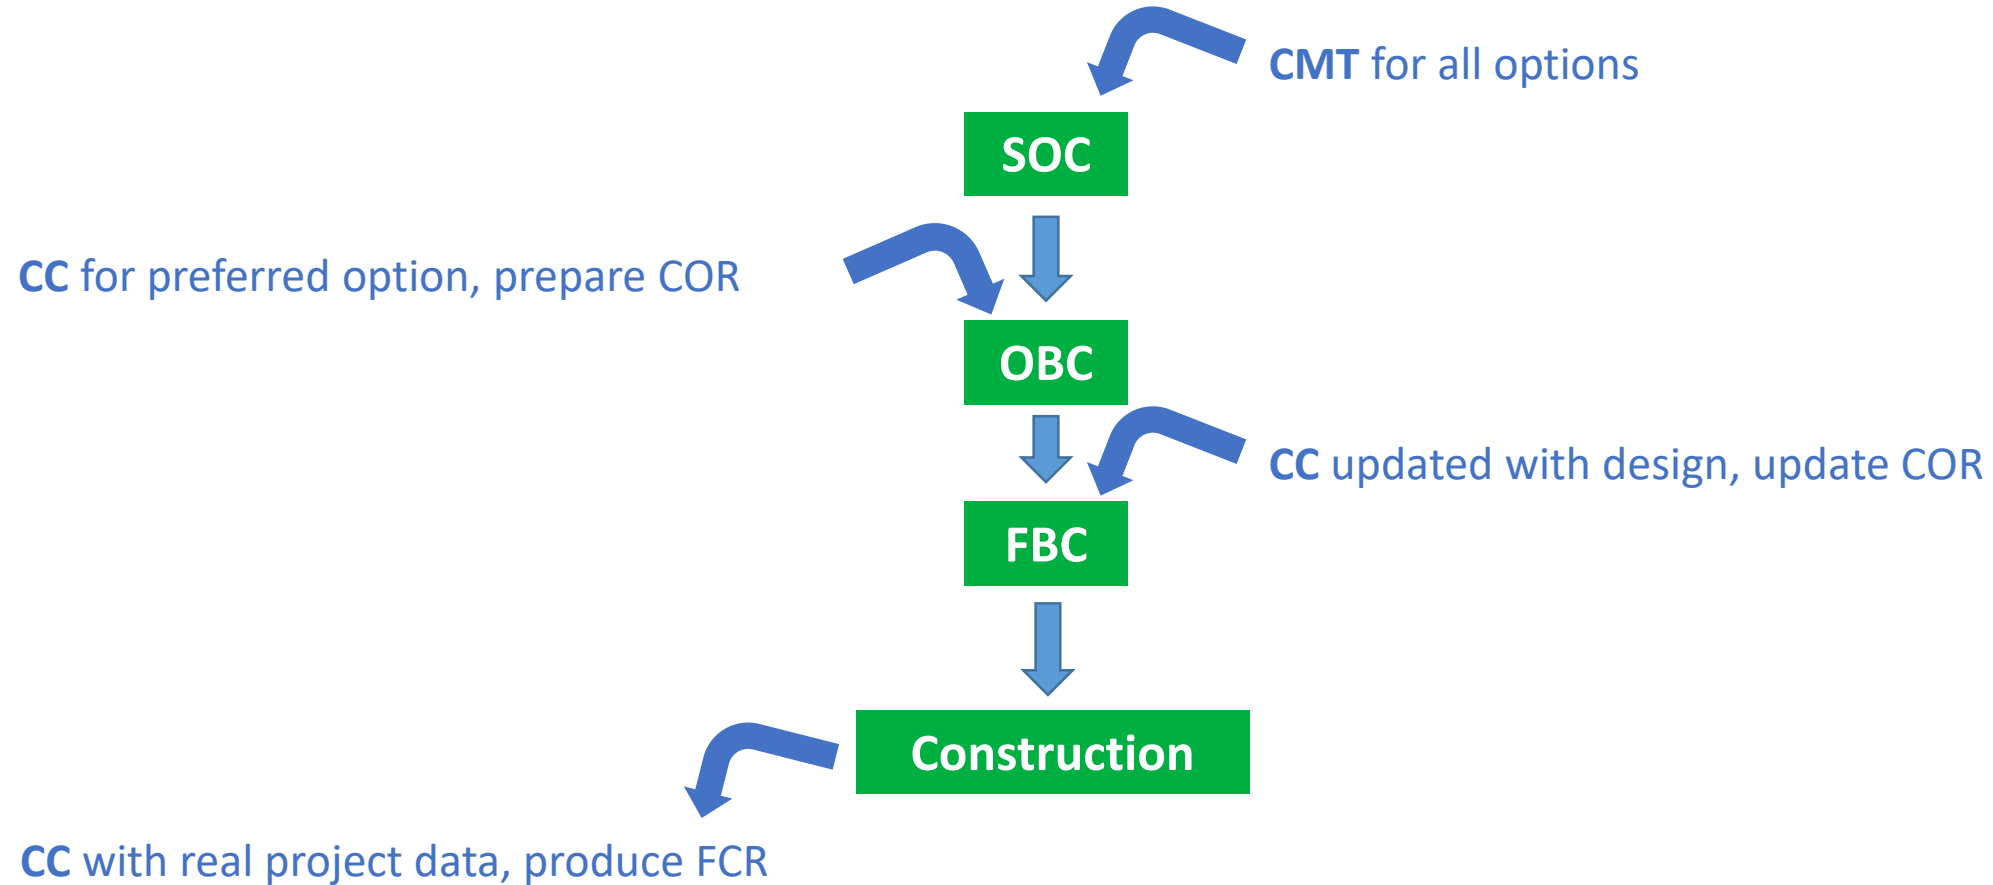 CMT for all options
SOC
CC for preferred option, prepare COR
OBC
CC updated with design, update COR
FBC
Construction
CC with real project data, produce FCR